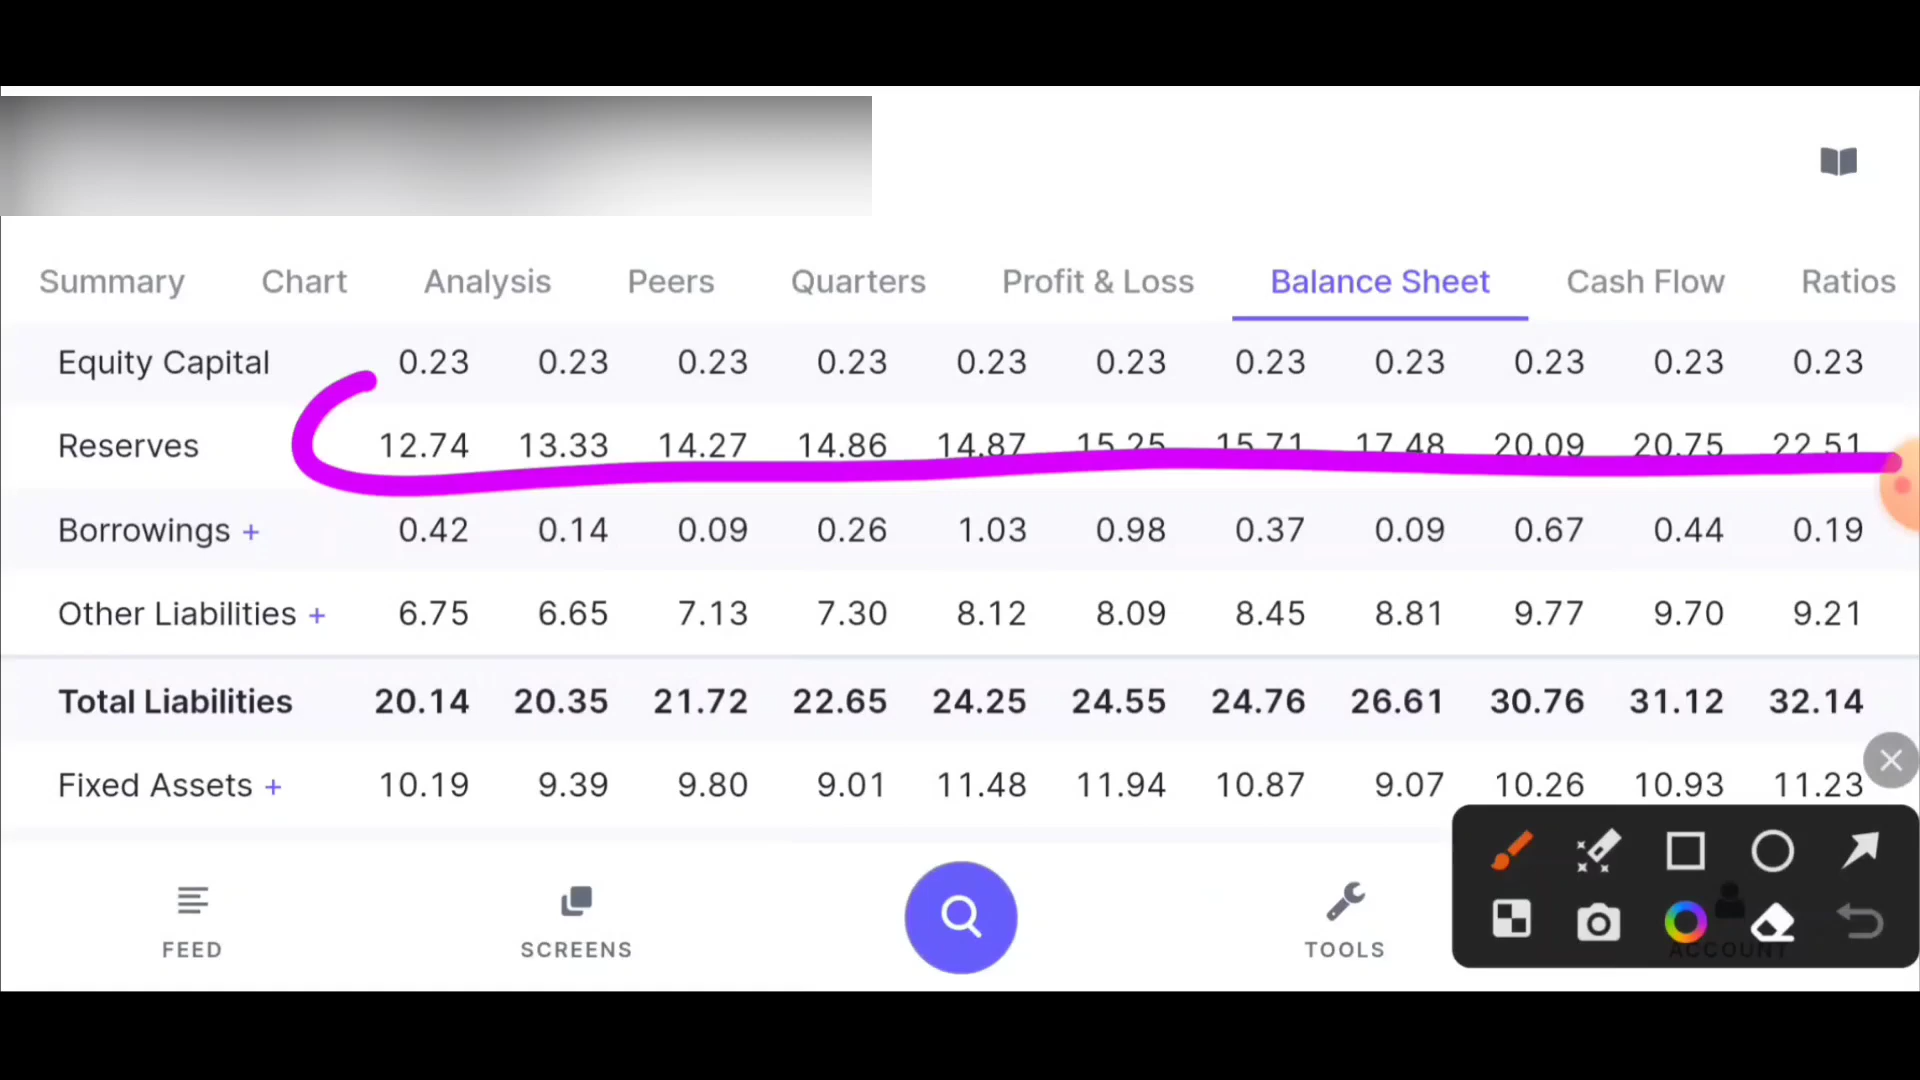 Summary Chart Analysis Peers Quarters Profit & Loss Balance Sheet Cash Flow Ratios
Equity Capital 0.23 0.23 0.23 0.23 0.23 0.23 0.23 0.23 0.23 0.23 0.23
Reserves 12.74 13.33 14.27 14.86 14.87 15.25 15.71 17.48 20.09 20.75 22.51
Borrowings + 0.42 0.14 0.09 0.26 1.03 0.98 0.37 0.09 0.67 0.44 0.19
Other Liabilities + 6.75 6.65 7.13 7.30 8.12 8.09 8.45 8.81 9.77 9.70 9.21
Total Liabilities 20.14 20.35 21.72 22.65 24.25 24.55 24.76 26.61 30.76 31.12 32.14
Fixed Assets + 10.19 9.39 9.80 9.01 11.48 11.94 10.87 9.07 10.26 10.93 11.23
FEED SCREENS TOOLS ACCOUNT